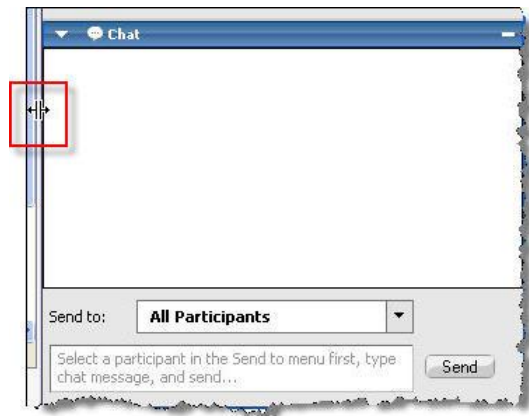 Chat
Send to:
All Participants
Select a participant in the Send to menu first, type
chat message, and send...
Send